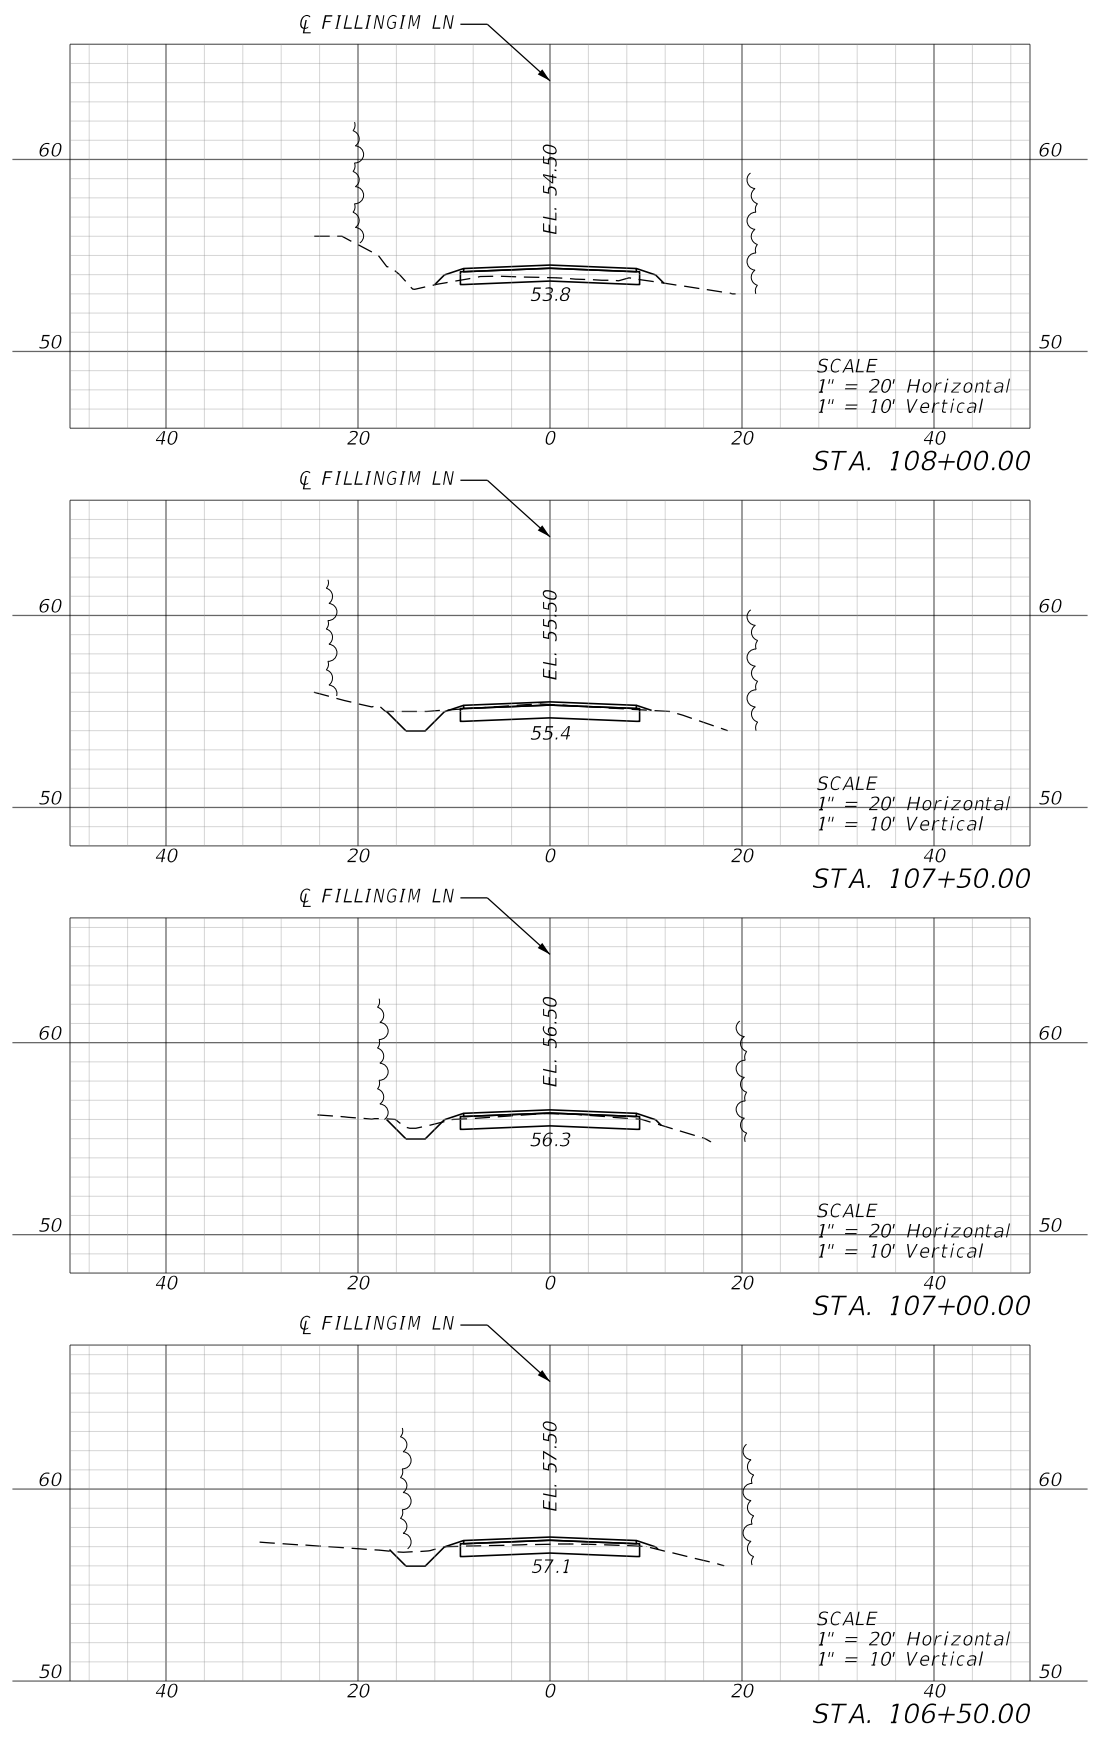 ℄ FILLINGIM LN
60 60
EL. 54.50
53.8
50 50
SCALE
1" = 20' Horizontal
1" = 10' Vertical
40 20 0 20 40
STA. 108+00.00
℄ FILLINGIM LN
60 60
EL. 55.50
55.4
50 50
SCALE
1" = 20' Horizontal
1" = 10' Vertical
40 20 0 20 40
STA. 107+50.00
℄ FILLINGIM LN
60 60
EL. 56.50
56.3
50 50
SCALE
1" = 20' Horizontal
1" = 10' Vertical
40 20 0 20 40
STA. 107+00.00
℄ FILLINGIM LN
60 60
EL. 57.50
57.1
SCALE
1" = 20' Horizontal
1" = 10' Vertical
50 50
40 20 0 20 40
STA. 106+50.00